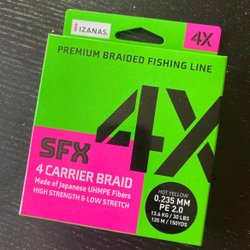 IZANAS
4X
PREMIUM BRAIDED FISHING LINE
4X
SFX
4 CARRIER BRAID
Made of Japanese UHMPE Fibers
HIGH STRENGTH & LOW STRETCH
HOT YELLOW
0.235 MM
PE 2.0
13,6 KG / 30 LBS
135 M / 150YDS